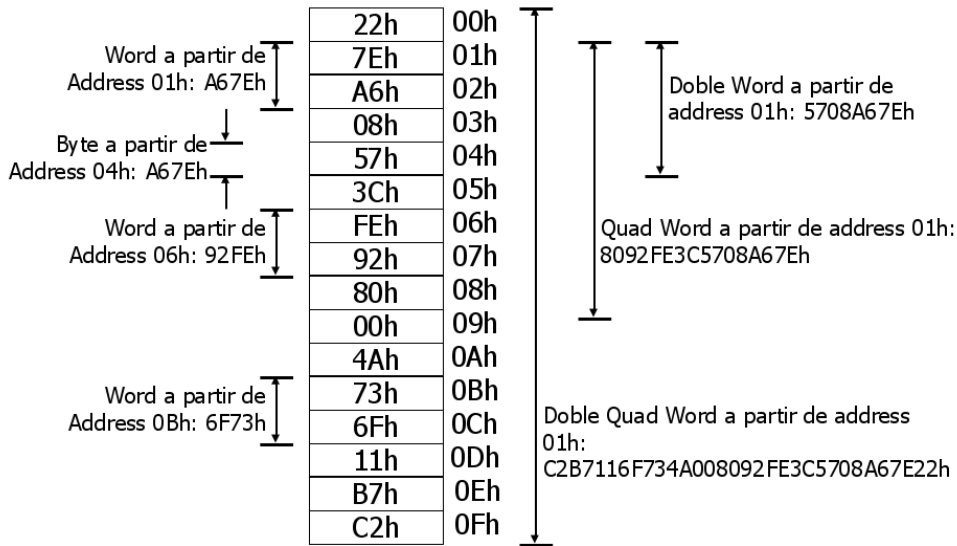 Word a partir de
Address 01h: A67Eh
Byte a partir de
Address 04h: A67Eh
Word a partir de
Address 06h: 92FEh
Word a partir de
Address 0Bh: 6F73h
22h 00h
7Eh 01h
A6h 02h
08h 03h
57h 04h
3Ch 05h
FEh 06h
92h 07h
80h 08h
00h 09h
4Ah 0Ah
73h 0Bh
6Fh 0Ch
11h 0Dh
B7h 0Eh
C2h 0Fh
Doble Word a partir de
address 01h: 5708A67Eh
Quad Word a partir de address 01h:
8092FE3C5708A67Eh
Doble Quad Word a partir de address
01h:
C2B7116F734A008092FE3C5708A67E22h